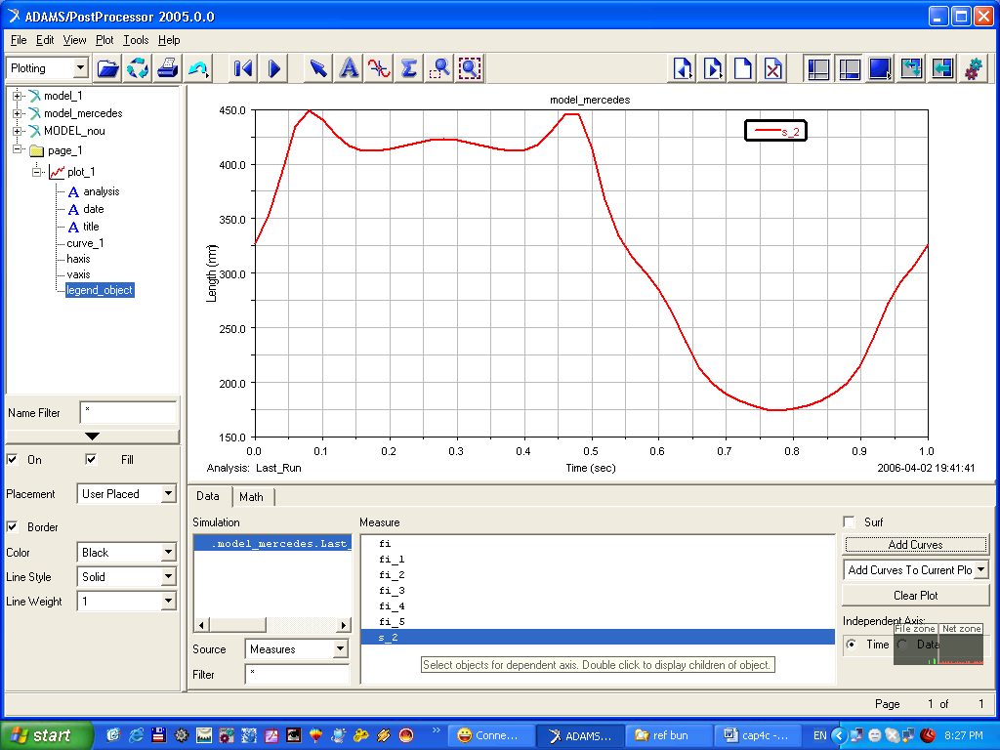 ADAMS/PostProcessor 2005.0.0
File Edit View Plot Tools Help
Plotting
model_1
model_mercedes
MODEL_nou
page_1
plot_1
A analysis
A date
A title
curve_1
haxis
vaxis
legend_object
Name Filter *
On Fill
Placement User Placed
Border
Color Black
Line Style Solid
Line Weight 1
model_mercedes
s_2
Length (mm)
450.0
400.0
350.0
300.0
250.0
200.0
150.0
0.0 0.1 0.2 0.3 0.4 0.5 0.6 0.7 0.8 0.9 1.0
Analysis: Last_Run Time (sec) 2006-04-02 19:41:41
Data Math
Simulation
.model_mercedes.Last_
Source Measures
Filter *
Measure
fi
fi_1
fi_2
fi_3
fi_4
fi_5
s_2
Select objects for dependent axis. Double click to display children of object.
Surf
Add Curves
Add Curves To Current Plo
Clear Plot
Independent Axis:
File zone Net zone
Time Data
Page 1 of 1
start
Conne...
ADAMS...
ref bun
cap4c -...
EN
8:27 PM